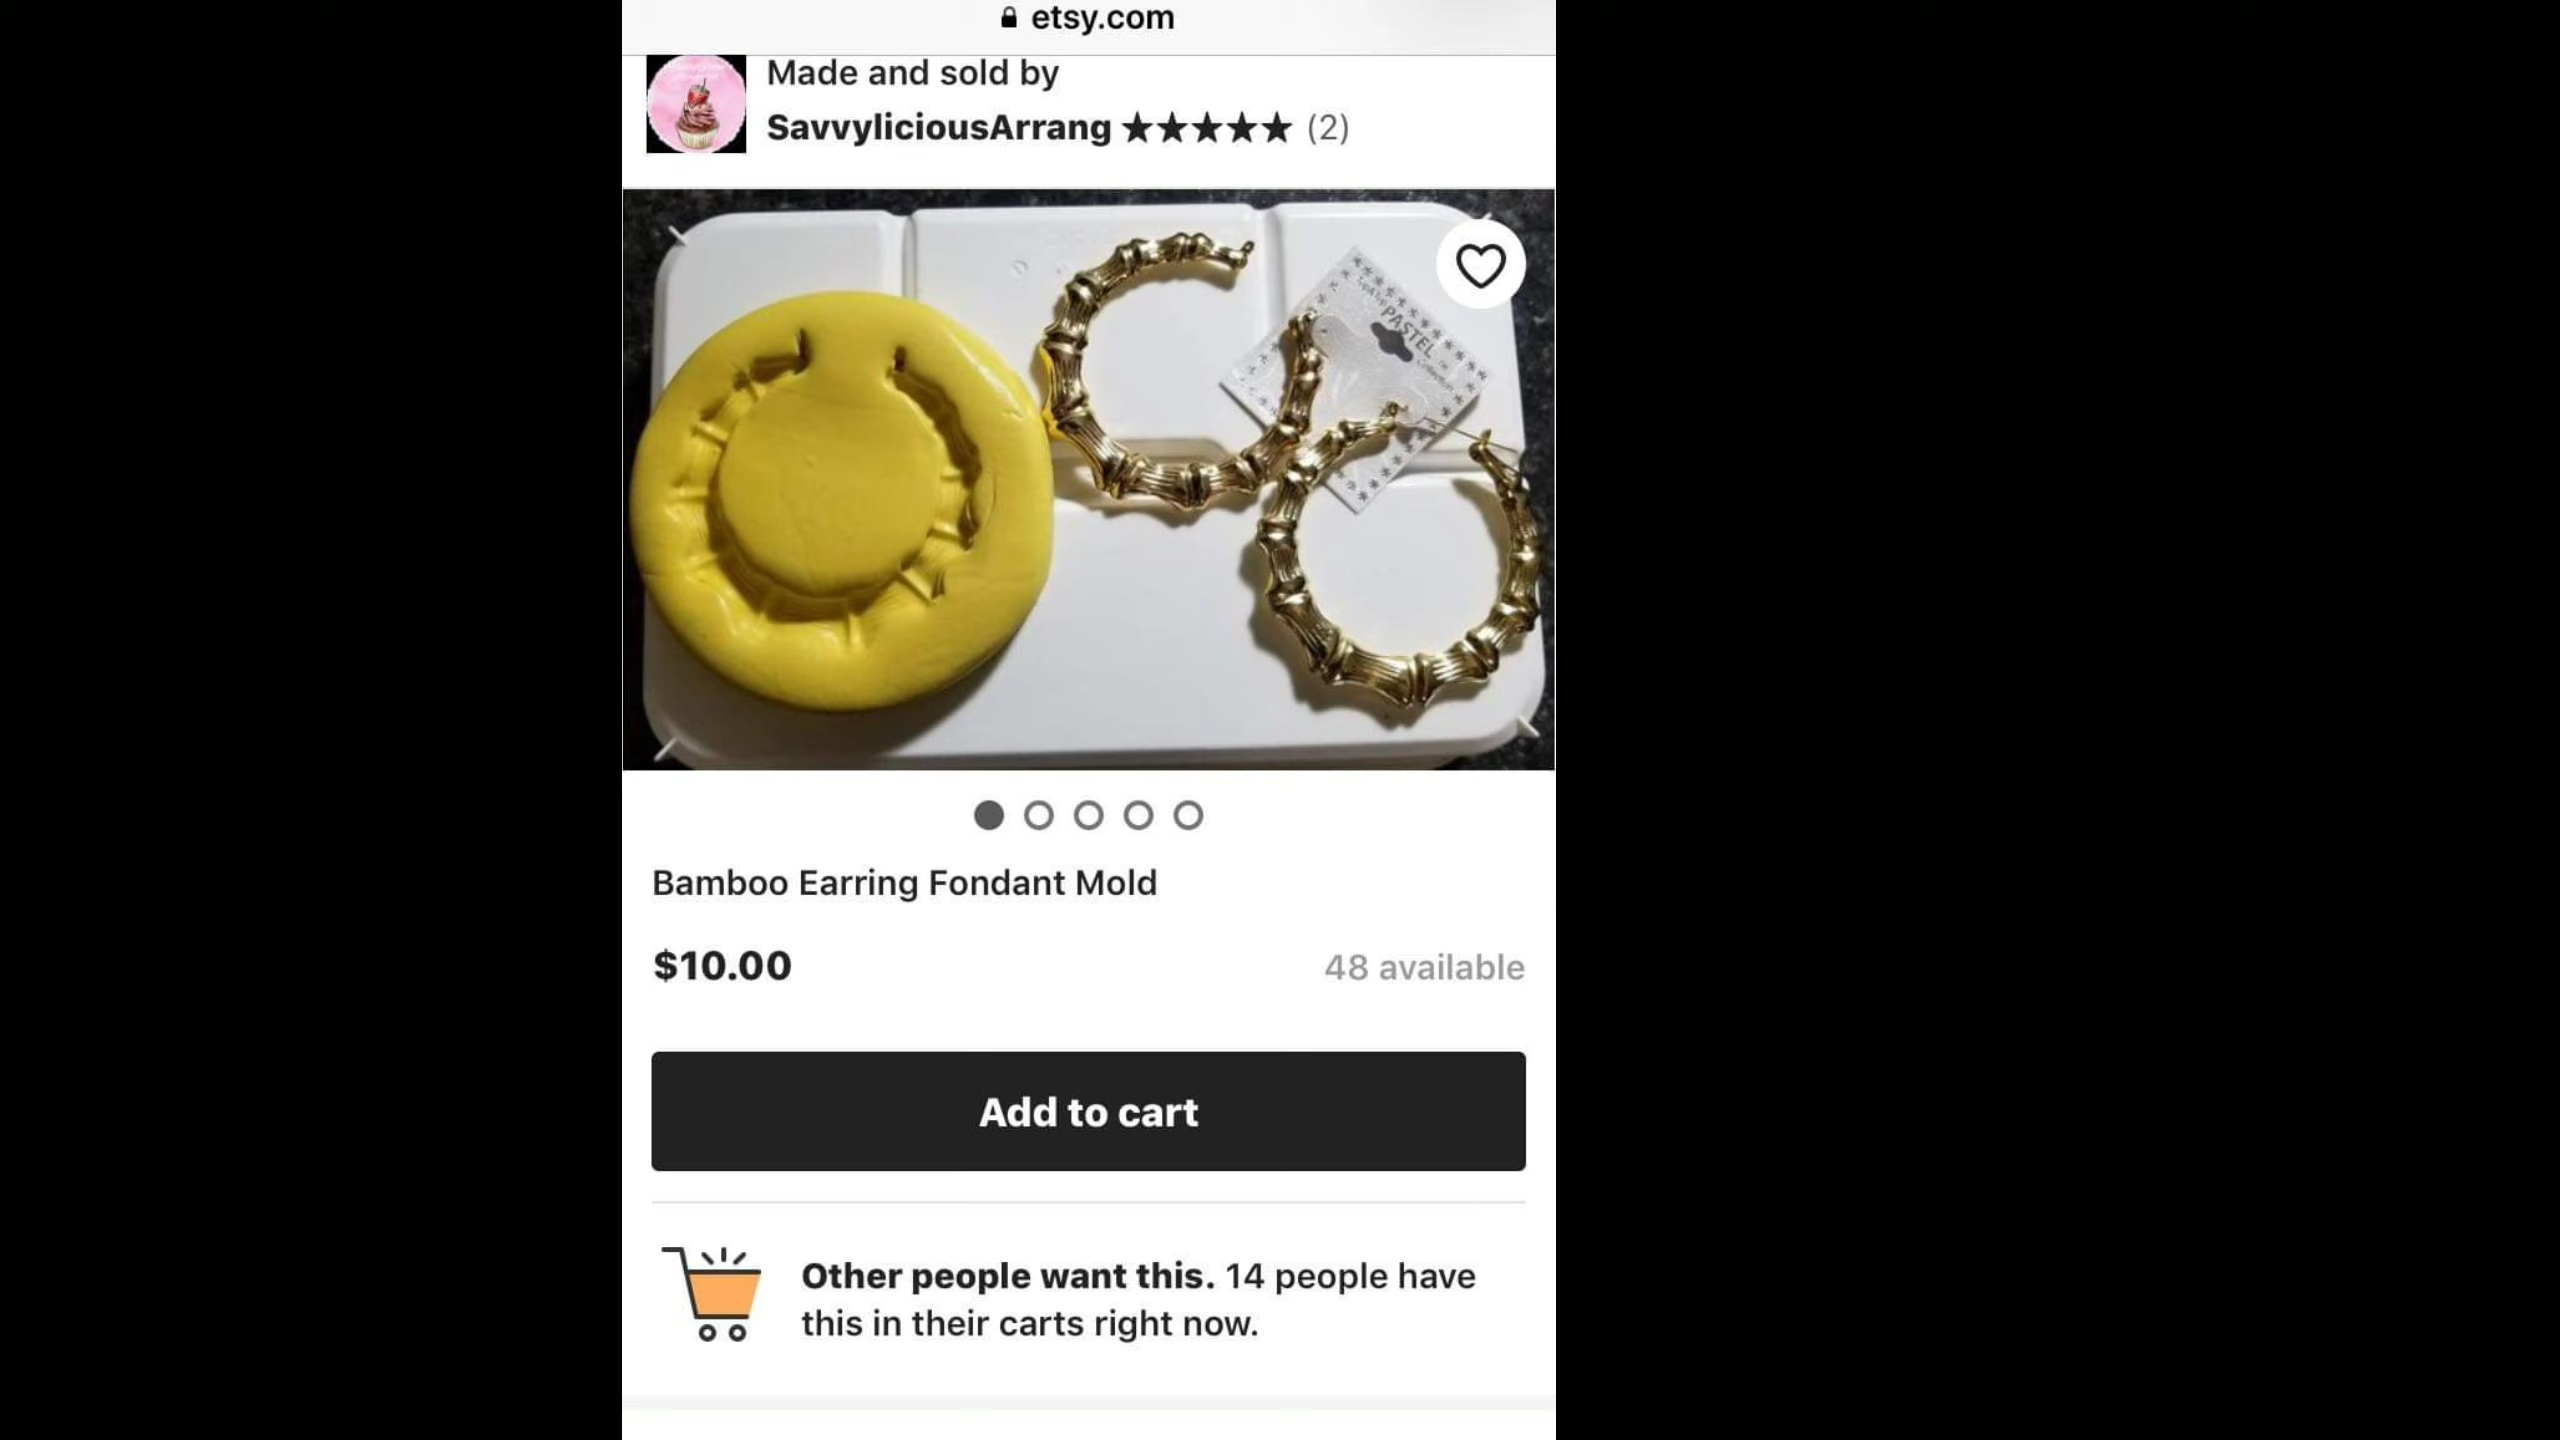 etsy.com
Made and sold by
SavvyliciousArrang ★★★★★ (2)
PASTEL
Collection
Bamboo Earring Fondant Mold
$10.00
48 available
Add to cart
Other people want this. 14 people have
this in their carts right now.